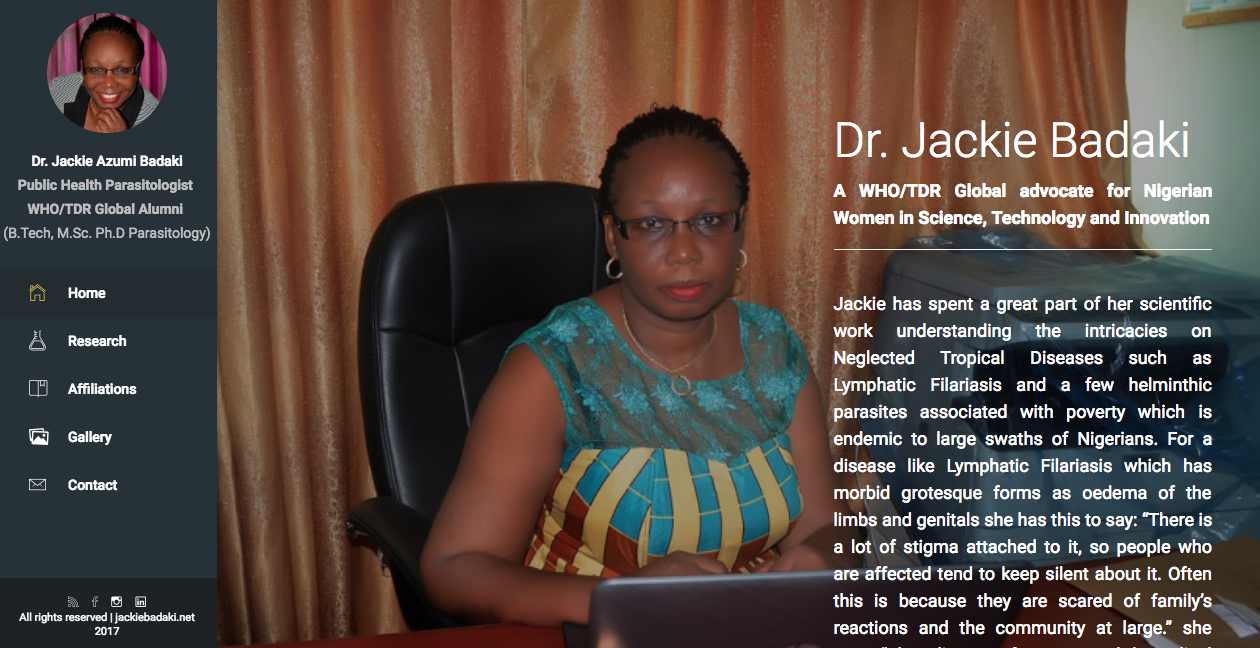 Dr. Jackie Azumi Badaki
Public Health Parasitologist
WHO/TDR Global Alumni
(B.Tech, M.Sc. Ph.D Parasitology)
Home
Research
Affiliations
Gallery
Contact
All rights reserved | jackiebadaki.net
2017
Dr. Jackie Badaki
A WHO/TDR Global advocate for Nigerian
Women in Science, Technology and Innovation
Jackie has spent a great part of her scientific
work understanding the intricacies on
Neglected Tropical Diseases such as
Lymphatic Filariasis and a few helminthic
parasites associated with poverty which is
endemic to large swaths of Nigerians. For a
disease like Lymphatic Filariasis which has
morbid grotesque forms as oedema of the
limbs and genitals she has this to say: “There is
a lot of stigma attached to it, so people who
are affected tend to keep silent about it. Often
this is because they are scared of family’s
reactions and the community at large.” she